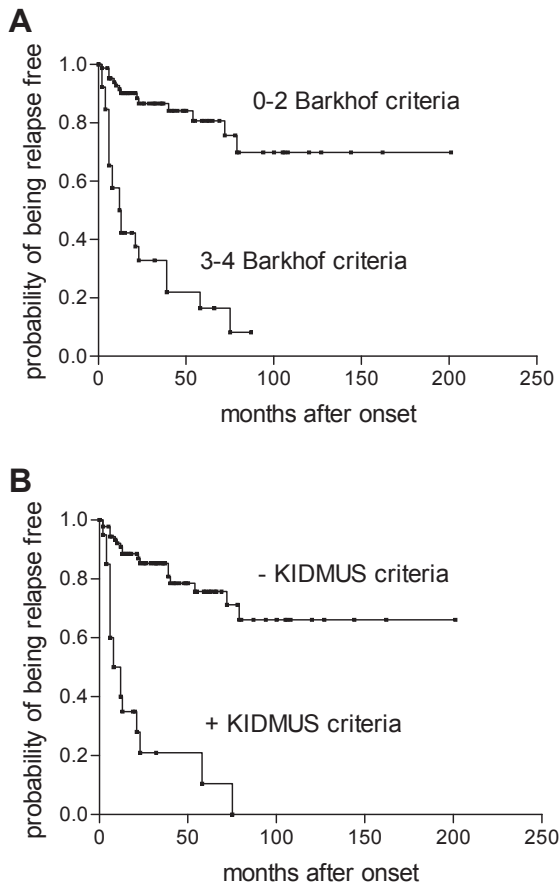 A
probability of being relapse free
1.0
0.8
0.6
0.4
0.2
0.0
0-2 Barkhof criteria
3-4 Barkhof criteria
0 50 100 150 200 250
months after onset
B
probability of being relapse free
1.0
0.8
0.6
0.4
0.2
0.0
- KIDMUS criteria
+ KIDMUS criteria
0 50 100 150 200 250
months after onset